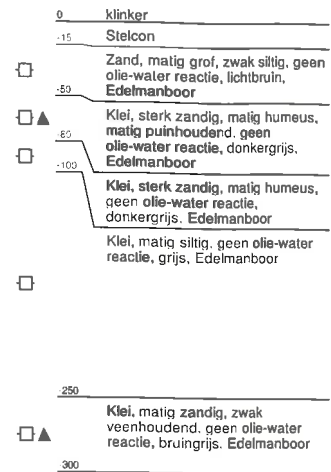 0 klinker
-15 Stelcon
Zand, matig grof, zwak siltig, geen
olie-water reactie, lichtbruin,
-50 Edelmanboor
Klei, sterk zandig, matig humeus,
matig puinhoudend, geen
-80 olie-water reactie, donkergrijs,
Edelmanboor
-100
Klei, sterk zandig, matig humeus,
geen olie-water reactie,
donkergrijs, Edelmanboor
Klei, matig siltig, geen olie-water
reactie, grijs, Edelmanboor
-250
Klei, matig zandig, zwak
veenhoudend, geen olie-water
reactie, bruingrijs, Edelmanboor
300